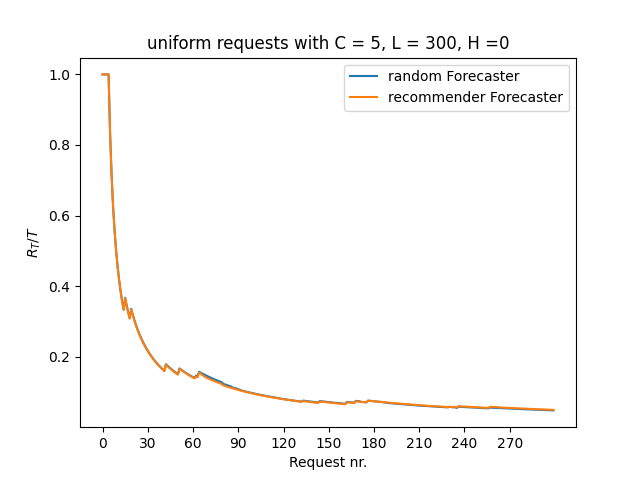 uniform requests with C = 5, L = 300, H =0
random Forecaster
recommender Forecaster
1.0
0.8
0.6
0.4
0.2
R_T/T
0 30 60 90 120 150 180 210 240 270
Request nr.